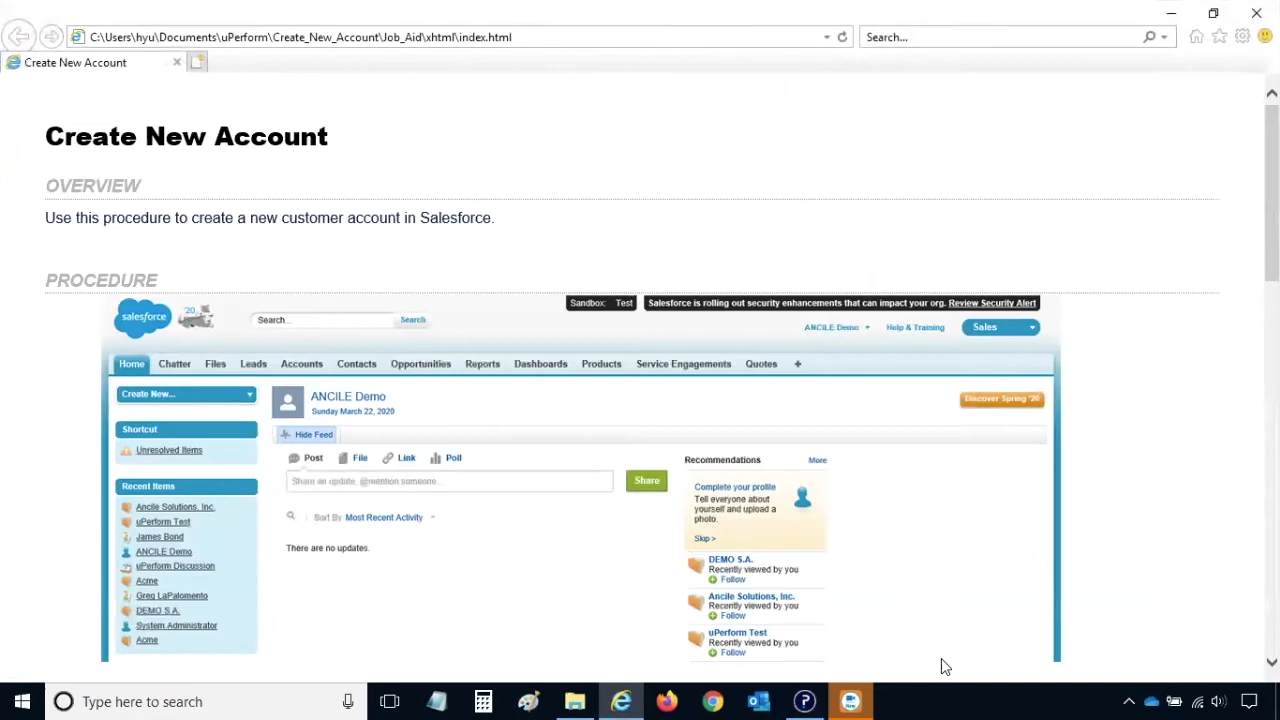 C:\Users\hyu\Documents\uPerform\Create_New_Account\Job_Aid\xhtml\index.html
Search...
Create New Account
Create New Account
OVERVIEW
Use this procedure to create a new customer account in Salesforce.
PROCEDURE
Sandbox: Test
Salesforce is rolling out security enhancements that can impact your org. Review Security Alert
salesforce
'20
Search...
Search
ANCILE Demo
Help & Training
Sales
Home Chatter Files Leads Accounts Contacts Opportunities Reports Dashboards Products Service Engagements Quotes +
Create New...
Shortcut
Unresolved Items
Recent Items
Ancile Solutions, Inc.
uPerform Test
James Bond
ANCILE Demo
uPerform Discussion
Acme
Greg LaPalomento
DEMO S.A.
System Administrator
Acme
ANCILE Demo
Sunday March 22, 2020
Discover Spring '20
Hide Feed
Post File Link Poll
Share an update, @mention someone...
Share
Sort By Most Recent Activity
There are no updates.
Recommendations More
Complete your profile
Tell everyone about
yourself and upload a
photo.
Skip >
DEMO S.A.
Recently viewed by you
Follow
Ancile Solutions, Inc.
Recently viewed by you
Follow
uPerform Test
Recently viewed by you
Follow
Type here to search